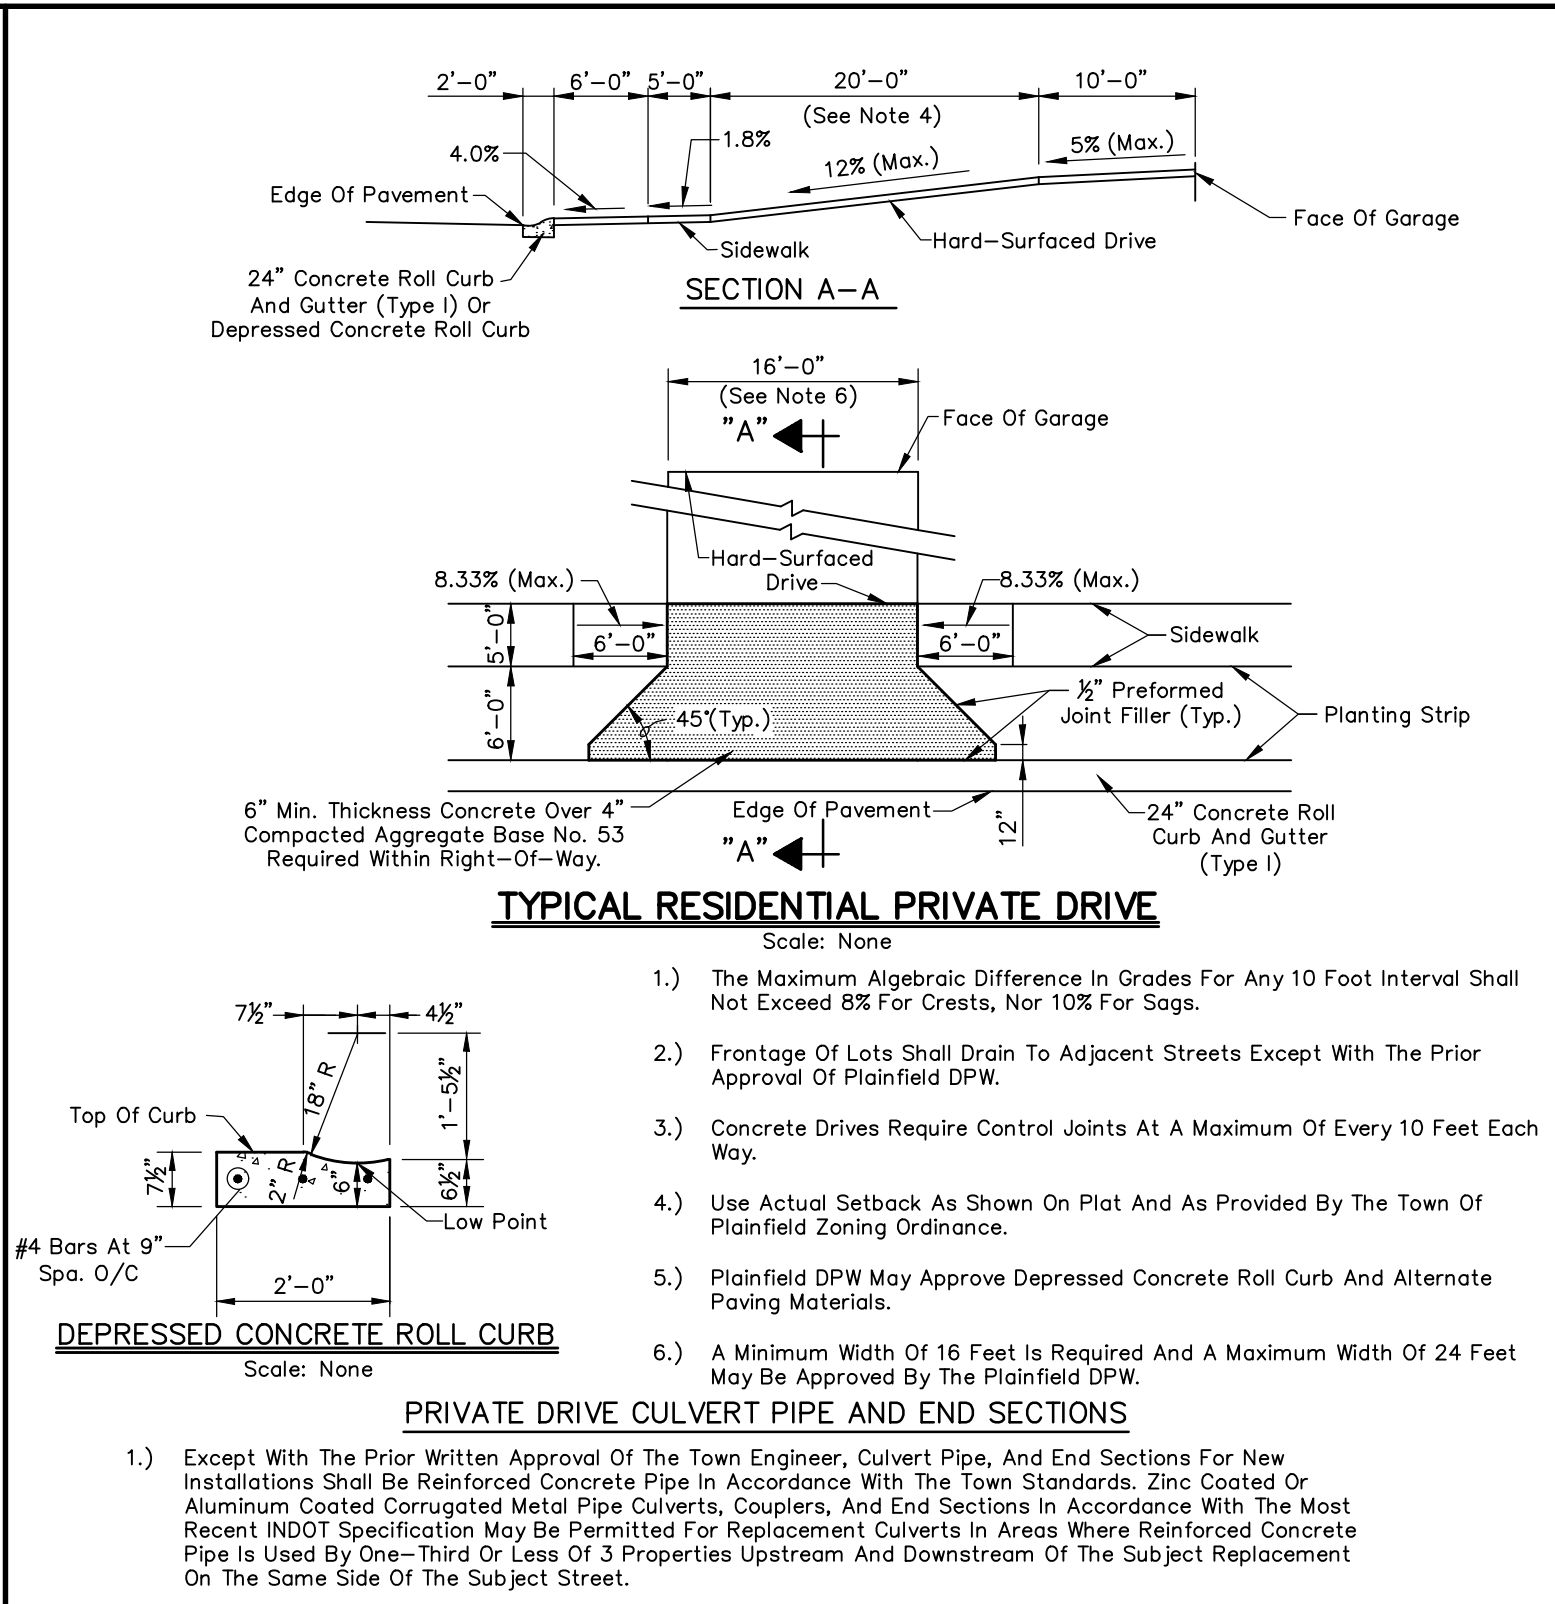 2'-0" 6'-0" 5'-0" 20'-0" 10'-0"
(See Note 4)
4.0% 1.8% 12% (Max.) 5% (Max.)
Edge Of Pavement
Face Of Garage
Hard-Surfaced Drive
Sidewalk
24" Concrete Roll Curb
And Gutter (Type I) Or
Depressed Concrete Roll Curb
SECTION A-A
16'-0"
(See Note 6)
"A"
Face Of Garage
Hard-Surfaced
Drive
8.33% (Max.)
8.33% (Max.)
5'-0"
6'-0"
6'-0"
Sidewalk
6'-0"
45°(Typ.)
½" Preformed
Joint Filler (Typ.)
Planting Strip
6" Min. Thickness Concrete Over 4"
Compacted Aggregate Base No. 53
Required Within Right-Of-Way.
Edge Of Pavement
12"
24" Concrete Roll
Curb And Gutter
(Type I)
"A"
TYPICAL RESIDENTIAL PRIVATE DRIVE
Scale: None
7½" 4½"
18" R
1'-5½"
Top Of Curb
7½"
2" R
6"
6½"
Low Point
#4 Bars At 9"
Spa. O/C
2'-0"
DEPRESSED CONCRETE ROLL CURB
Scale: None
1.) The Maximum Algebraic Difference In Grades For Any 10 Foot Interval Shall
Not Exceed 8% For Crests, Nor 10% For Sags.
2.) Frontage Of Lots Shall Drain To Adjacent Streets Except With The Prior
Approval Of Plainfield DPW.
3.) Concrete Drives Require Control Joints At A Maximum Of Every 10 Feet Each
Way.
4.) Use Actual Setback As Shown On Plat And As Provided By The Town Of
Plainfield Zoning Ordinance.
5.) Plainfield DPW May Approve Depressed Concrete Roll Curb And Alternate
Paving Materials.
6.) A Minimum Width Of 16 Feet Is Required And A Maximum Width Of 24 Feet
May Be Approved By The Plainfield DPW.
PRIVATE DRIVE CULVERT PIPE AND END SECTIONS
1.) Except With The Prior Written Approval Of The Town Engineer, Culvert Pipe, And End Sections For New
Installations Shall Be Reinforced Concrete Pipe In Accordance With The Town Standards. Zinc Coated Or
Aluminum Coated Corrugated Metal Pipe Culverts, Couplers, And End Sections In Accordance With The Most
Recent INDOT Specification May Be Permitted For Replacement Culverts In Areas Where Reinforced Concrete
Pipe Is Used By One-Third Or Less Of 3 Properties Upstream And Downstream Of The Subject Replacement
On The Same Side Of The Subject Street.